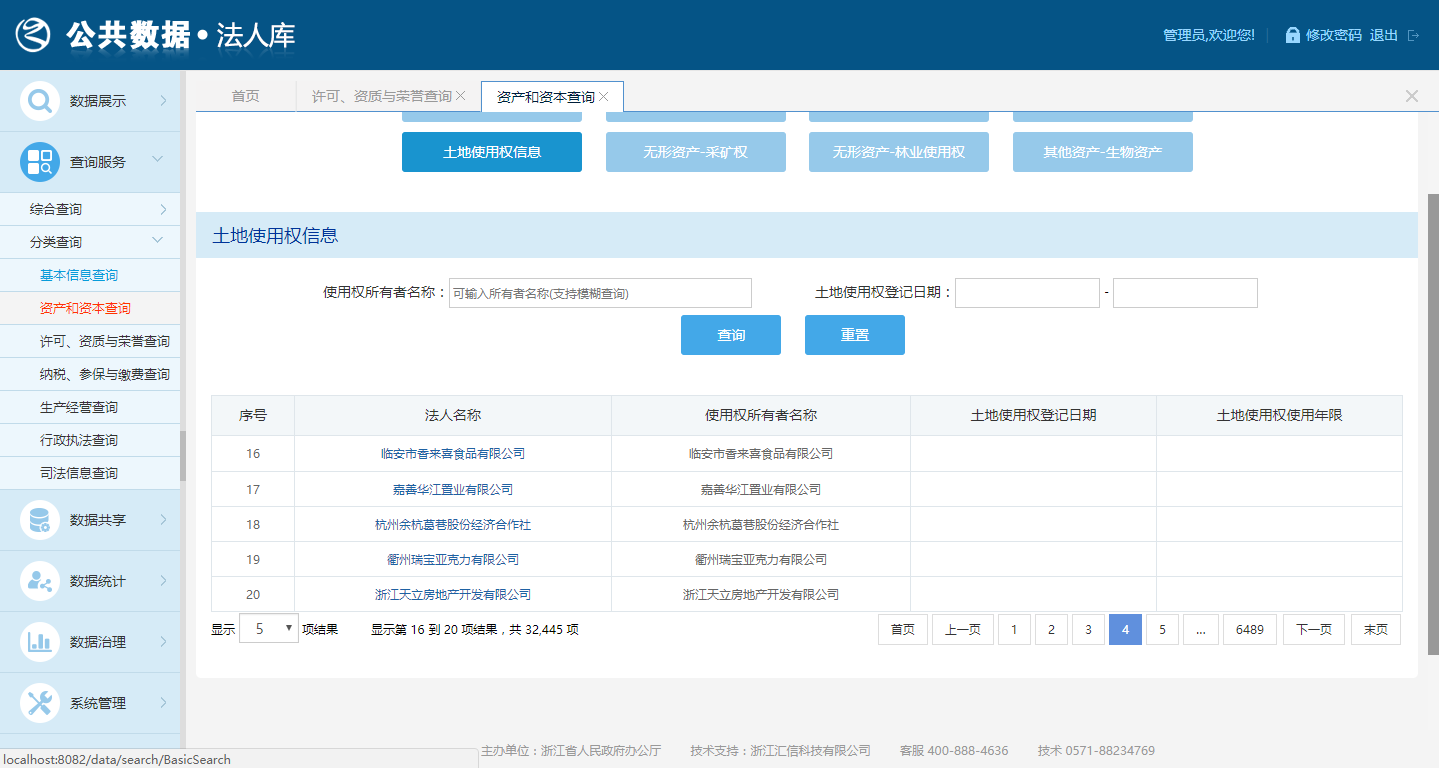 公共数据•法人库
管理员,欢迎您! 修改密码 退出
数据展示
查询服务
综合查询
分类查询
基本信息查询
资产和资本查询
许可、资质与荣誉查询
纳税、参保与缴费查询
生产经营查询
行政执法查询
司法信息查询
数据共享
数据统计
数据治理
系统管理
首页 许可、资质与荣誉查询 资产和资本查询
土地使用权信息 无形资产-采矿权 无形资产-林业使用权 其他资产-生物资产
土地使用权信息
使用权所有者名称： 可输入所有者名称(支持模糊查询) 土地使用权登记日期： -
查询 重置
序号 法人名称 使用权所有者名称 土地使用权登记日期 土地使用权使用年限
16 临安市香来喜食品有限公司 临安市香来喜食品有限公司
17 嘉善华江置业有限公司 嘉善华江置业有限公司
18 杭州余杭葛巷股份经济合作社 杭州余杭葛巷股份经济合作社
19 衢州瑞宝亚克力有限公司 衢州瑞宝亚克力有限公司
20 浙江天立房地产开发有限公司 浙江天立房地产开发有限公司
显示 5 项结果 显示第 16 到 20 项结果，共 32,445 项 首页 上一页 1 2 3 4 5 ... 6489 下一页 末页
主办单位：浙江省人民政府办公厅 技术支持：浙江汇信科技有限公司 客服 400-888-4636 技术 0571-88234769
localhost:8082/data/search/BasicSearch